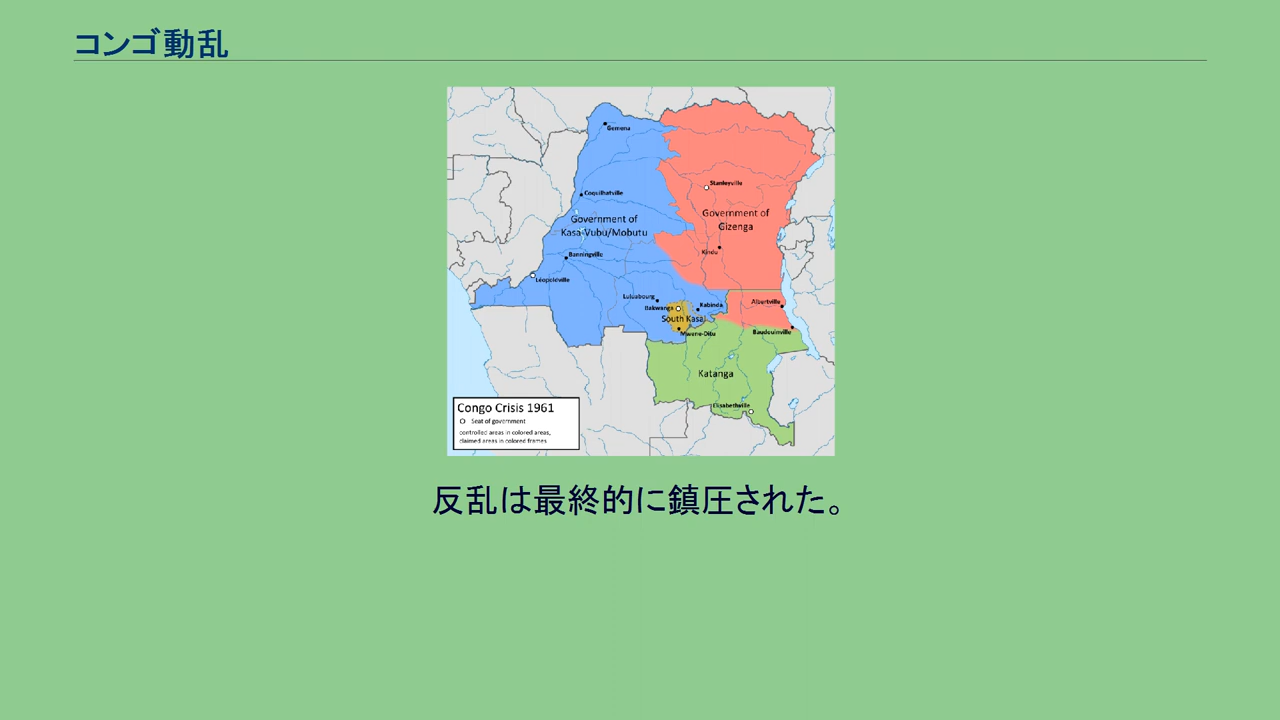 コンゴ動乱
Gemena
Stanleyville
Coquilhatville
Government of
Kasa-Vubu/Mobutu
Government of
Gizenga
Kindu
Banningville
Léopoldville
Luluabourg
Bakwanga
Kabinda
Albertville
South Kasai
Mwene-Ditu
Baudouinville
Katanga
Elisabethville
Congo Crisis 1961
Seat of government
controlled areas in colored areas,
claimed areas in colored frames
反乱は最終的に鎮圧された。